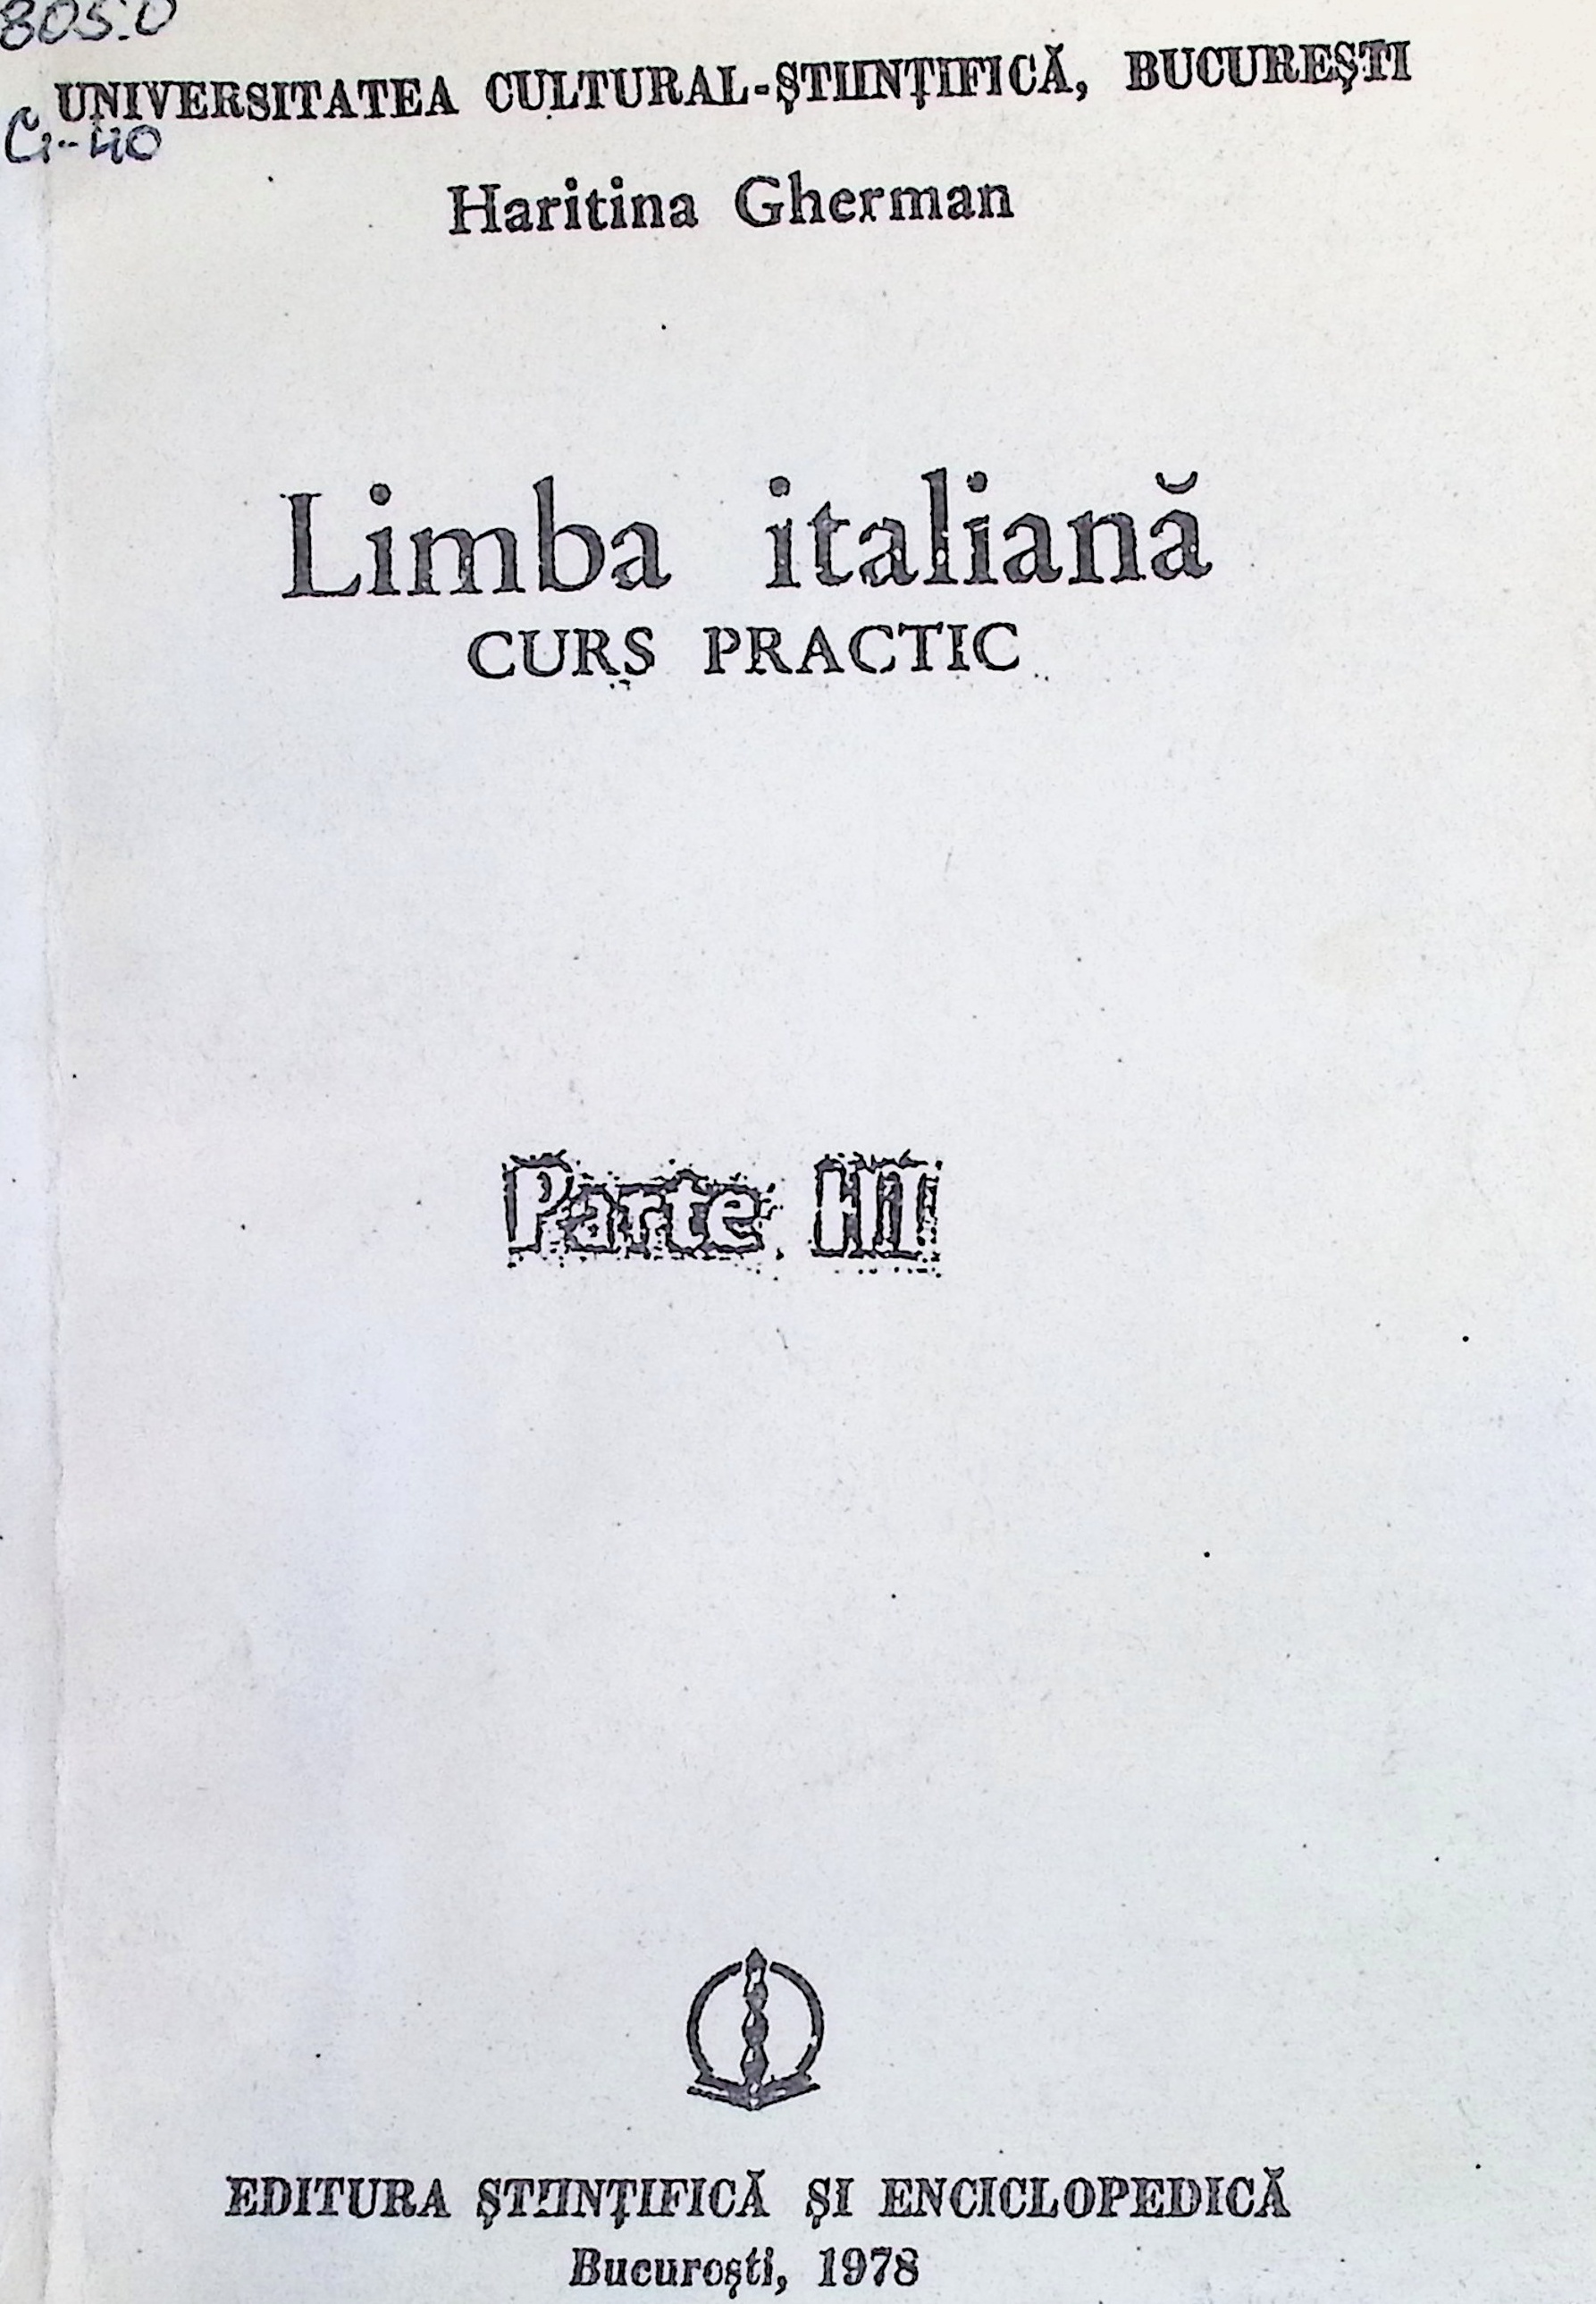 805.0
UNIVERSITATEA CULTURAL-ŞTIINŢIFICĂ, BUCUREŞTI
G-40
Haritina Gherman
Limba italiană
CURS PRACTIC
Parte III
EDITURA ŞTIINŢIFICĂ ŞI ENCICLOPEDICĂ
Bucureşti, 1978